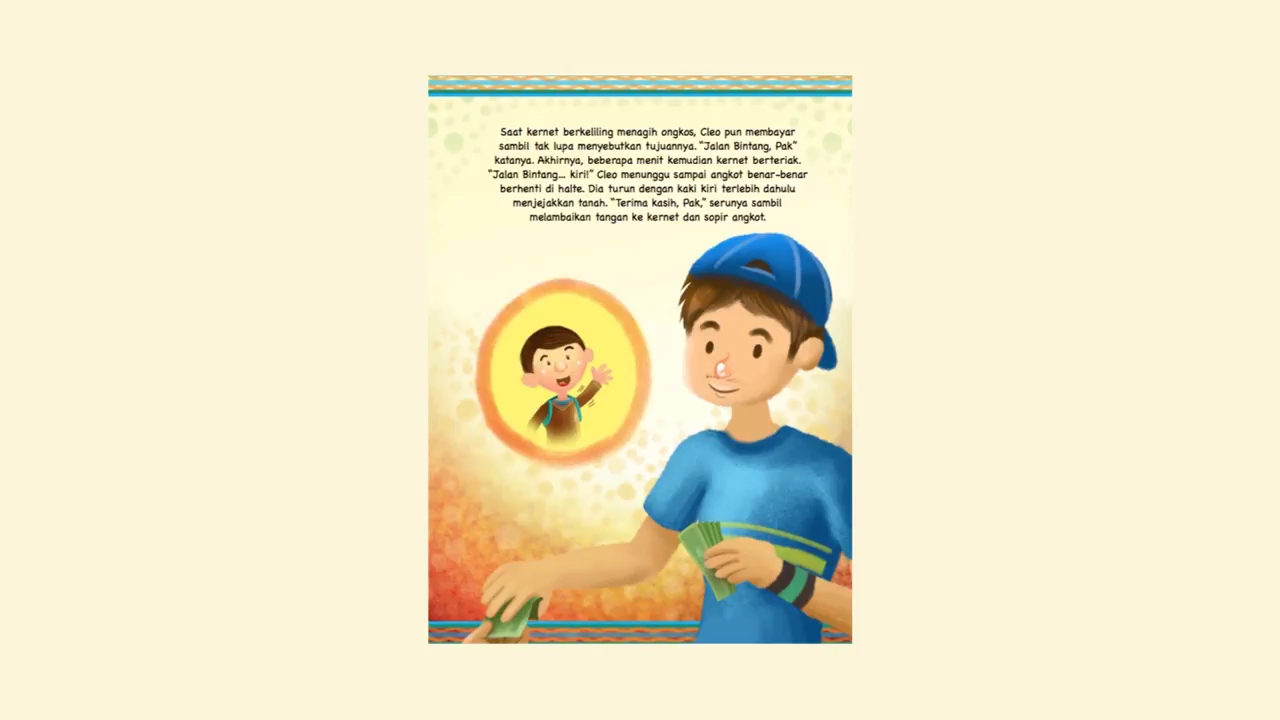 Saat kernet berkeliling menagih ongkos, Cleo pun membayar
sambil tak lupa menyebutkan tujuannya. "Jalan Bintang, Pak"
katanya. Akhirnya, beberapa menit kemudian kernet berteriak.
"Jalan Bintang... kiri!" Cleo menunggu sampai angkot benar-benar
berhenti di halte. Dia turun dengan kaki kiri terlebih dahulu
menjejakkan tanah. "Terima kasih, Pak," serunya sambil
melambaikan tangan ke kernet dan sopir angkot.